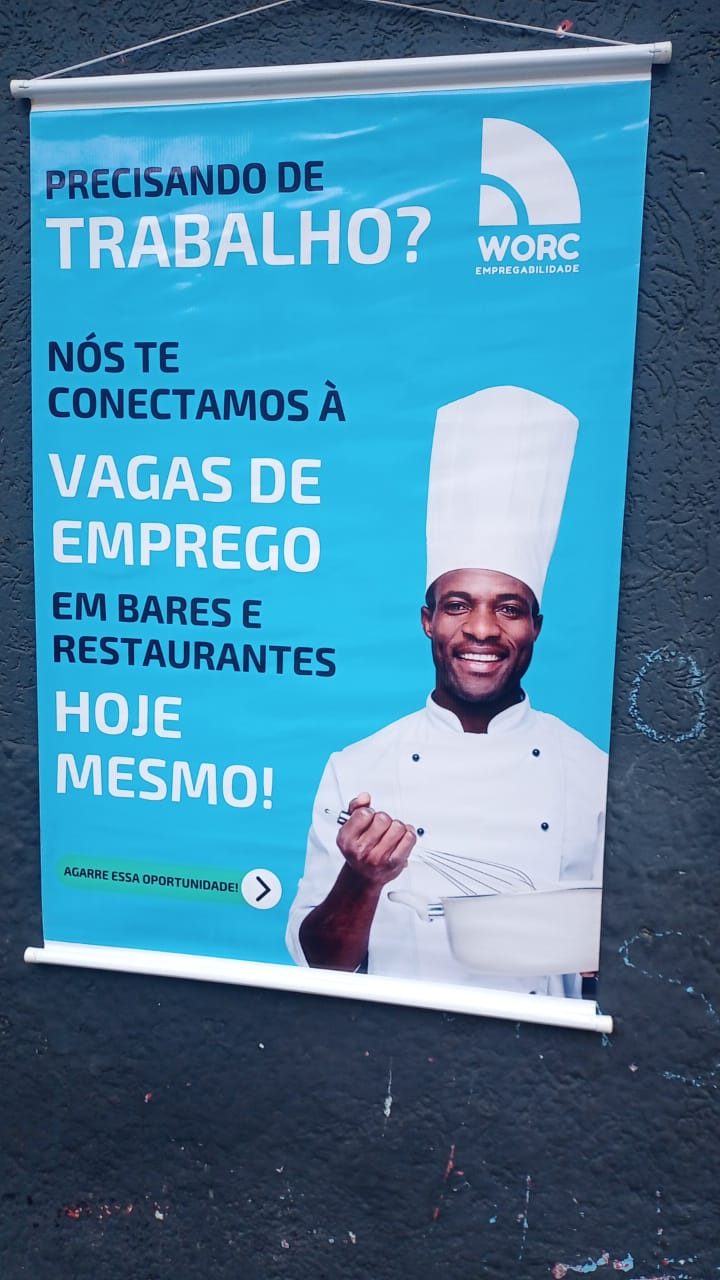 PRECISANDO DE
TRABALHO?
WORC
EMPREGABILIDADE
NÓS TE
CONECTAMOS À
VAGAS DE
EMPREGO
EM BARES E
RESTAURANTES
HOJE
MESMO!
AGARRE ESSA OPORTUNIDADE!